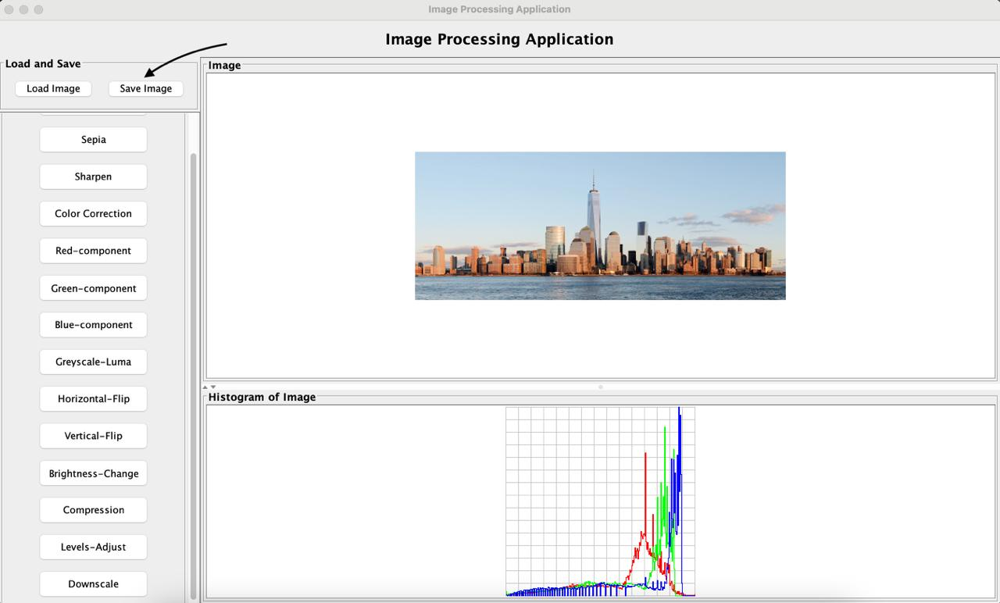 Image Processing Application
Image Processing Application
Load and Save
Load Image
Save Image
Sepia
Sharpen
Color Correction
Red-component
Green-component
Blue-component
Greyscale-Luma
Horizontal-Flip
Vertical-Flip
Brightness-Change
Compression
Levels-Adjust
Downscale
Image
Histogram of Image